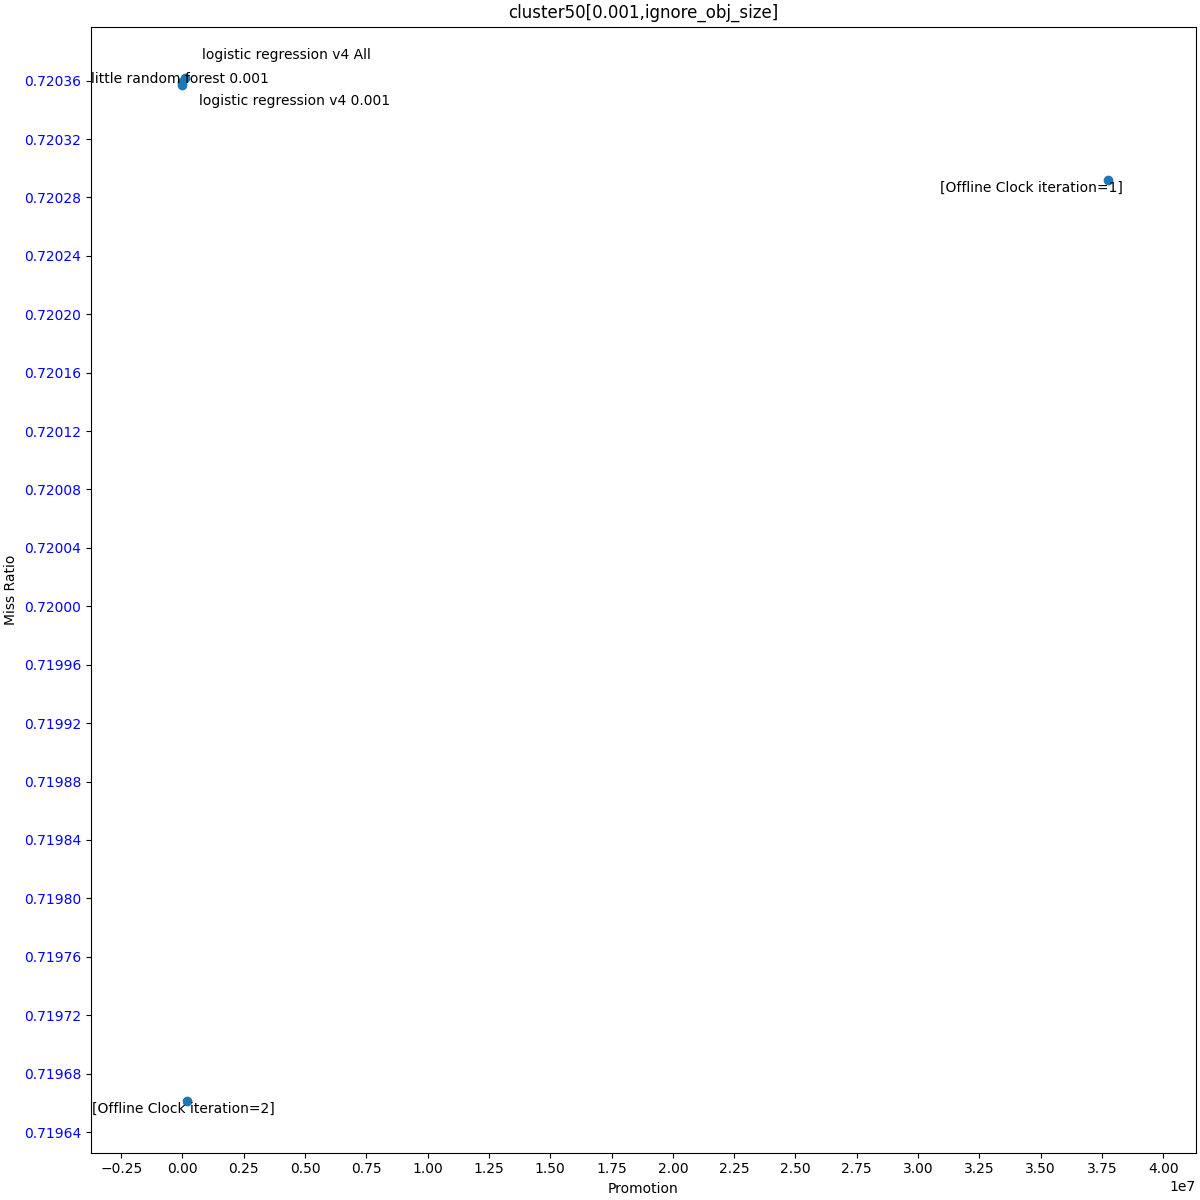 cluster50[0.001,ignore_obj_size]
logistic regression v4 All
little random forest 0.001
logistic regression v4 0.001
[Offline Clock iteration=1]
[Offline Clock iteration=2]
Miss Ratio
0.72036
0.72032
0.72028
0.72024
0.72020
0.72016
0.72012
0.72008
0.72004
0.72000
0.71996
0.71992
0.71988
0.71984
0.71980
0.71976
0.71972
0.71968
0.71964
−0.25 0.00 0.25 0.50 0.75 1.00 1.25 1.50 1.75 2.00 2.25 2.50 2.75 3.00 3.25 3.50 3.75 4.00
1e7
Promotion